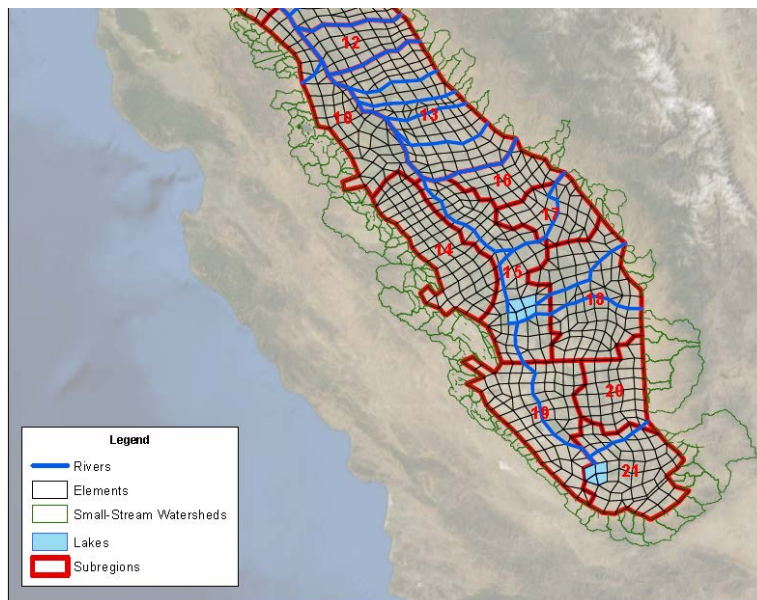 12
13
10
16
17
14
15
18
20
19
21
Legend
Rivers
Elements
Small-Stream Watersheds
Lakes
Subregions